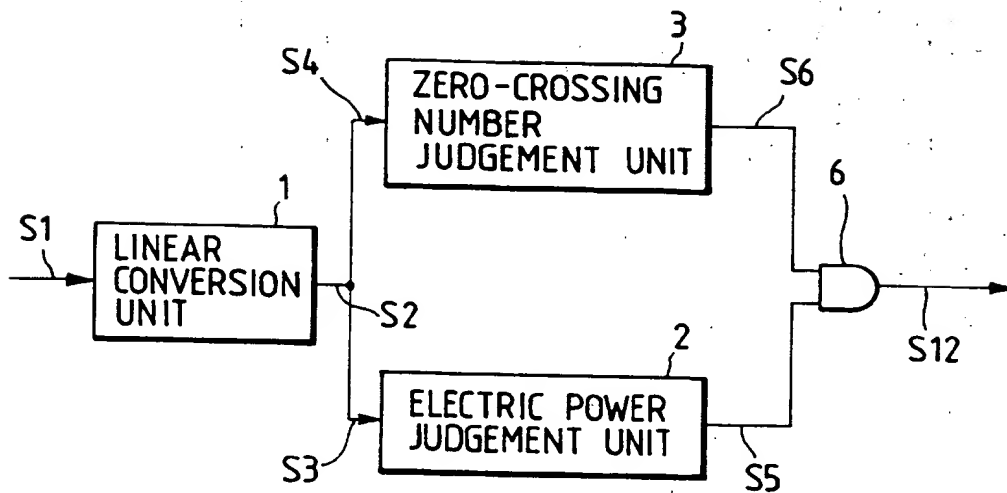 3
S4
ZERO-CROSSING
NUMBER
JUDGEMENT UNIT
S6
1
6
S1
LINEAR
CONVERSION
UNIT
S2
S12
2
S3
ELECTRIC POWER
JUDGEMENT UNIT
S5